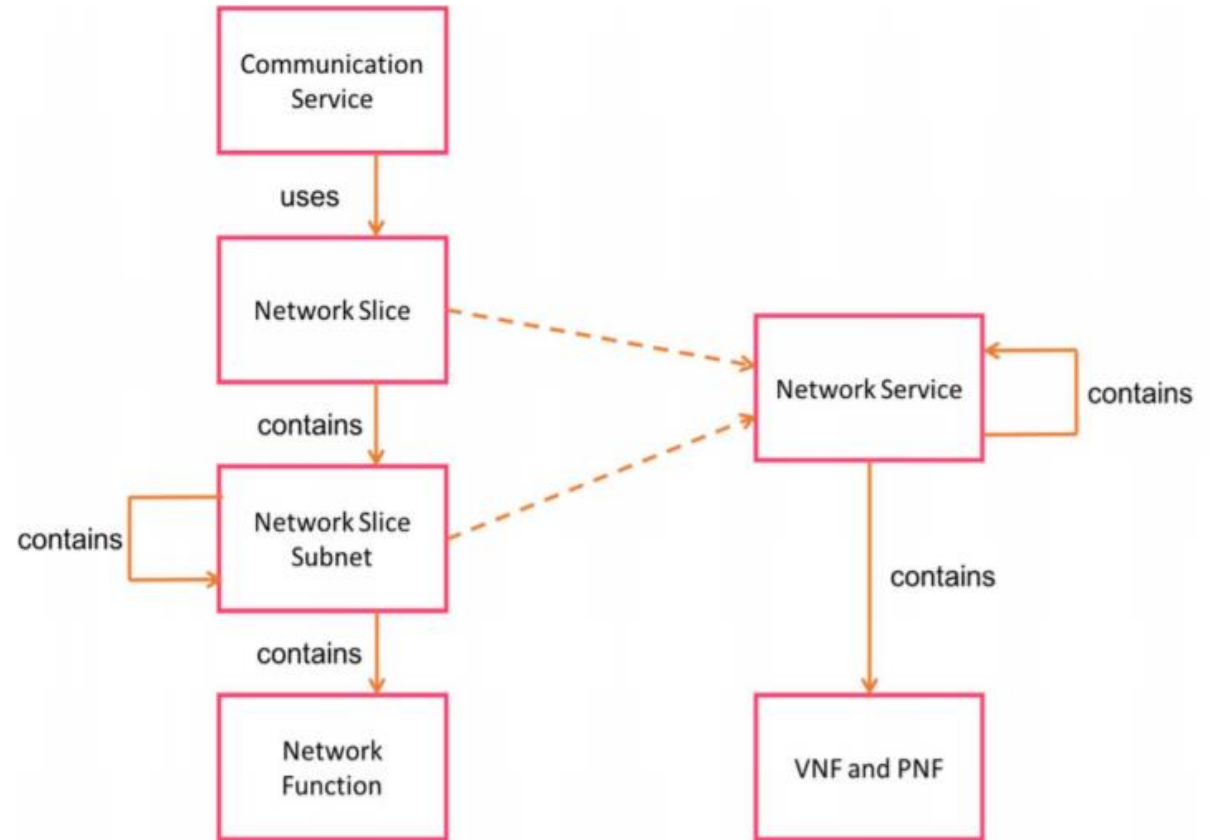 Communication
Service
uses
Network Slice
contains
Network Slice
Subnet
contains
contains
Network
Function
Network Service
contains
contains
VNF and PNF